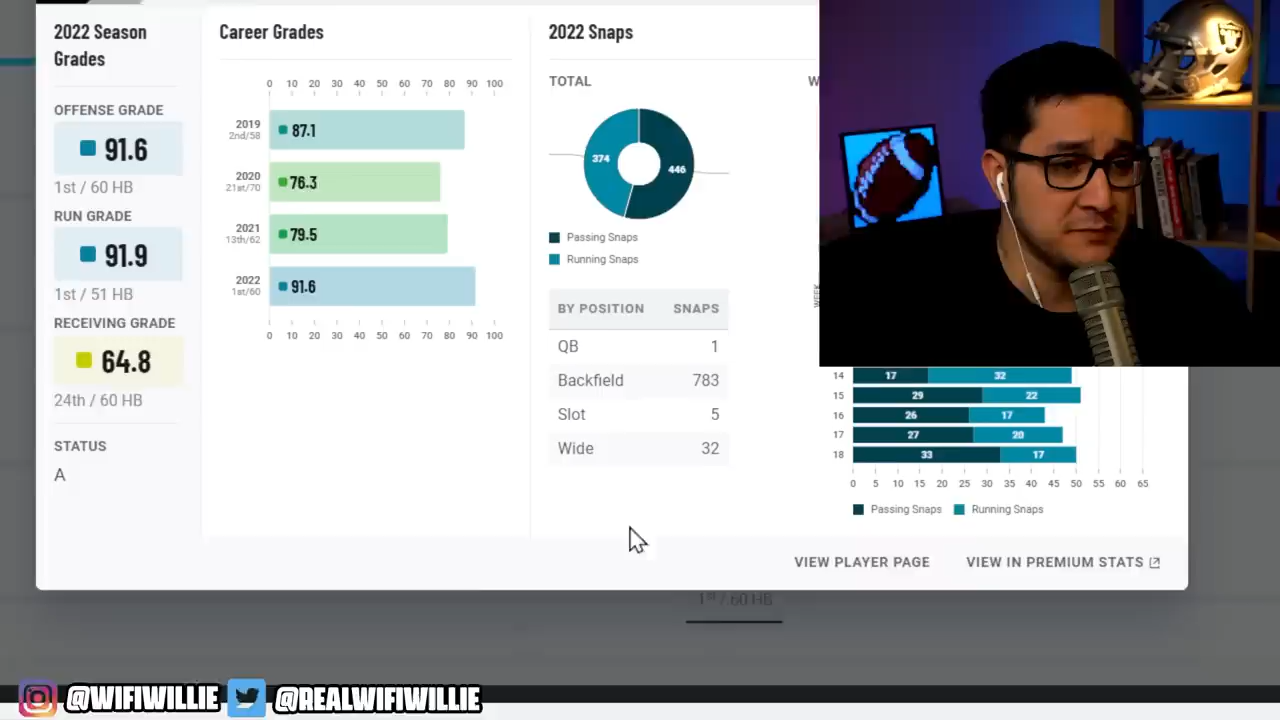 2022 Season
Grades
OFFENSE GRADE
91.6
1st / 60 HB
RUN GRADE
91.9
1st / 51 HB
RECEIVING GRADE
64.8
24th / 60 HB
STATUS
A
Career Grades
0 10 20 30 40 50 60 70 80 90 100
2019
2nd/58
87.1
2020
21st/70
76.3
2021
13th/62
79.5
2022
1st/60
91.6
0 10 20 30 40 50 60 70 80 90 100
2022 Snaps
TOTAL
374
446
Passing Snaps
Running Snaps
BY POSITION SNAPS
QB 1
Backfield 783
Slot 5
Wide 32
W
WEEK
14 17 32
15 29 22
16 26 17
17 27 20
18 33 17
0 5 10 15 20 25 30 35 40 45 50 55 60 65
Passing Snaps Running Snaps
VIEW PLAYER PAGE VIEW IN PREMIUM STATS
1st / 60 HB
@WIFIWILLIE @REALWIFIWILLIE